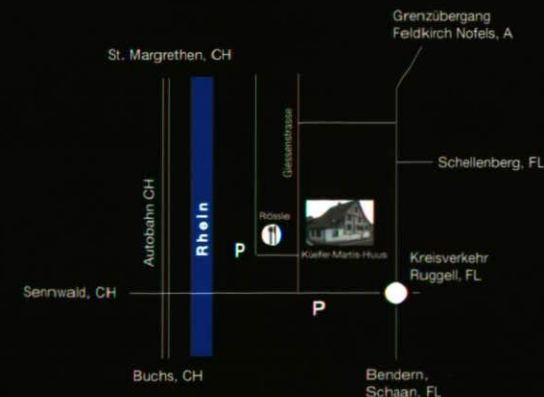 Grenzübergang
Feldkirch Nofels, A
St. Margrethen, CH
Giessenstrasse
Schellenberg, FL
Autobahn CH
Rhein
Rössle
P
Küefer-Martis-Huus
Kreisverkehr
Ruggell, FL
Sennwald, CH
P
Buchs, CH
Bendern,
Schaan, FL